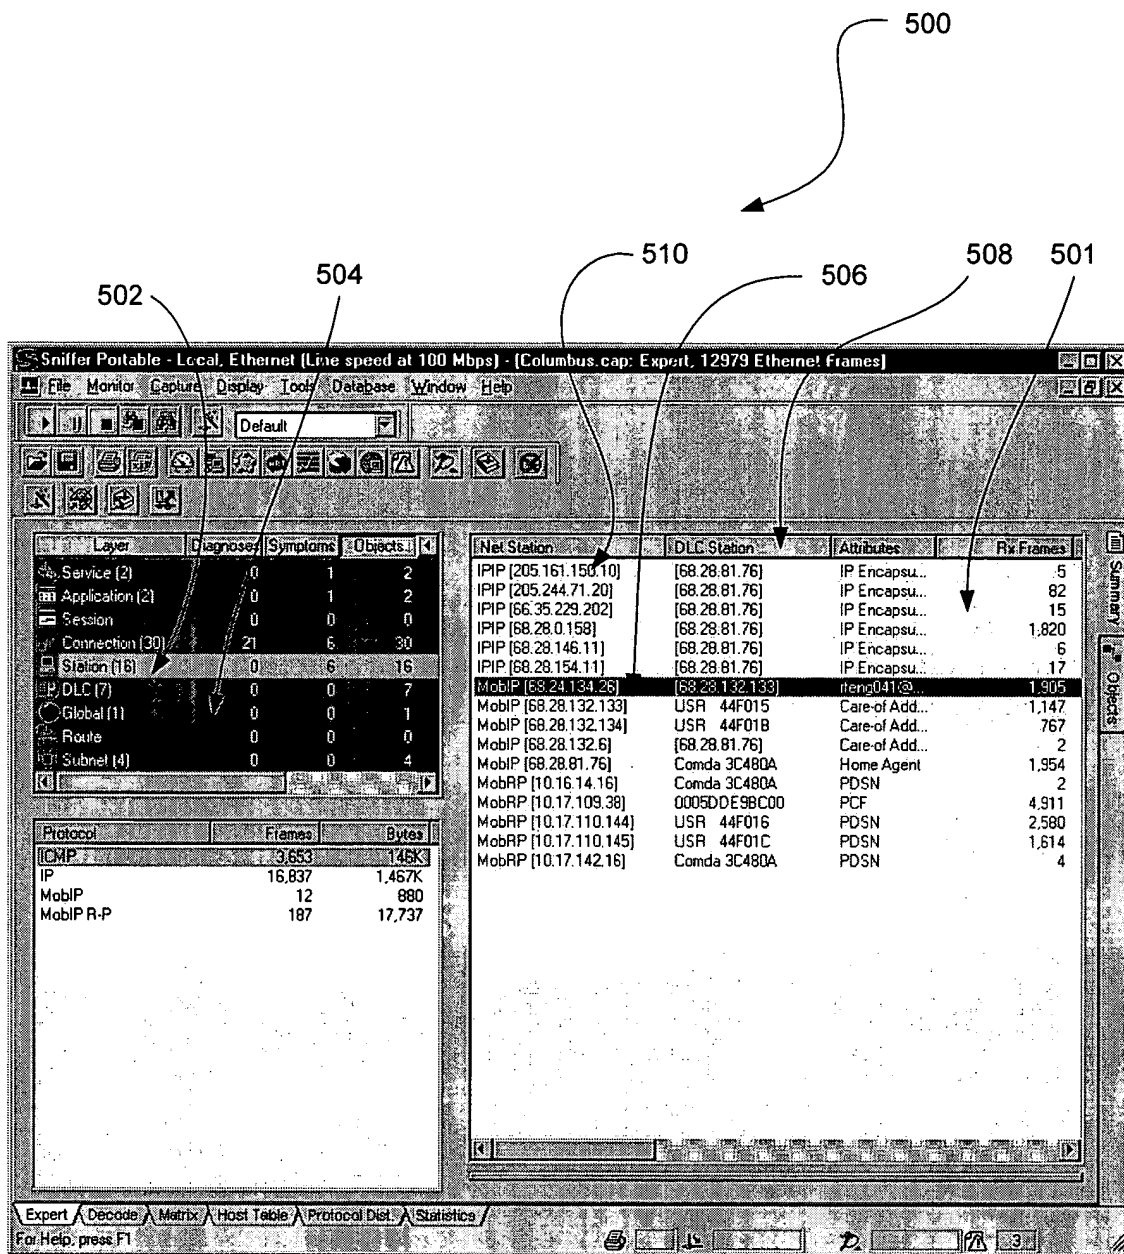 500
510
508
501
504
506
502
Sniffer Portable - Local, Ethernet (Line speed at 100 Mbps) - [Columbus.cap: Expert, 12979 Ethernet Frames]
File Monitor Capture Display Tools Database Window Help
Default
Layer Diagnoses Symptoms Objects
Service (2) 0 1 2
Application (2) 0 1 2
Session
Connection (30) 21 6 30
Station (16) 0 6 16
DLC (7) 0 0 7
Global (1) 0 0 1
Route 0 0 0
Subnet (4) 0 0 4
Protocol Frames Bytes
ICMP 3,653 146K
IP 16,837 1,467K
MobIP 12 880
MobIP R-P 187 17,737
Net Station DLC Station Attributes Rx Frames
IPIP [205.161.150.10] [68.28.81.76] IP Encapsu... 5
IPIP [205.244.71.20] [68.28.81.76] IP Encapsu... 82
IPIP [66.35.229.202] [68.28.81.76] IP Encapsu... 15
IPIP [68.28.0.158] [68.28.81.76] IP Encapsu... 1,820
IPIP [68.28.146.11] [68.28.81.76] IP Encapsu... 6
IPIP [68.28.154.11] [68.28.81.76] IP Encapsu... 17
MobIP [68.24.134.26] [68.28.132.133] 1,905
MobIP [68.28.132.133] USR 44F015 Care-of Add... 1,147
MobIP [68.28.132.134] USR 44F01B Care-of Add... 767
MobIP [68.28.132.6] [68.28.81.76] Care-of Add... 2
MobIP [68.28.81.76] Comda 3C480A Home Agent 1,954
MobRP [10.16.14.16] Comda 3C480A PDSN 2
MobRP [10.17.109.38] 0005DDE98C00 PCF 4,911
MobRP [10.17.110.144] USR 44F016 PDSN 2,580
MobRP [10.17.110.145] USR 44F01C PDSN 1,614
MobRP [10.17.142.16] Comda 3C480A PDSN 4
Summary
Objects
Expert Decode Matrix Host Table Protocol Dist. Statistics
For Help, press F1
3